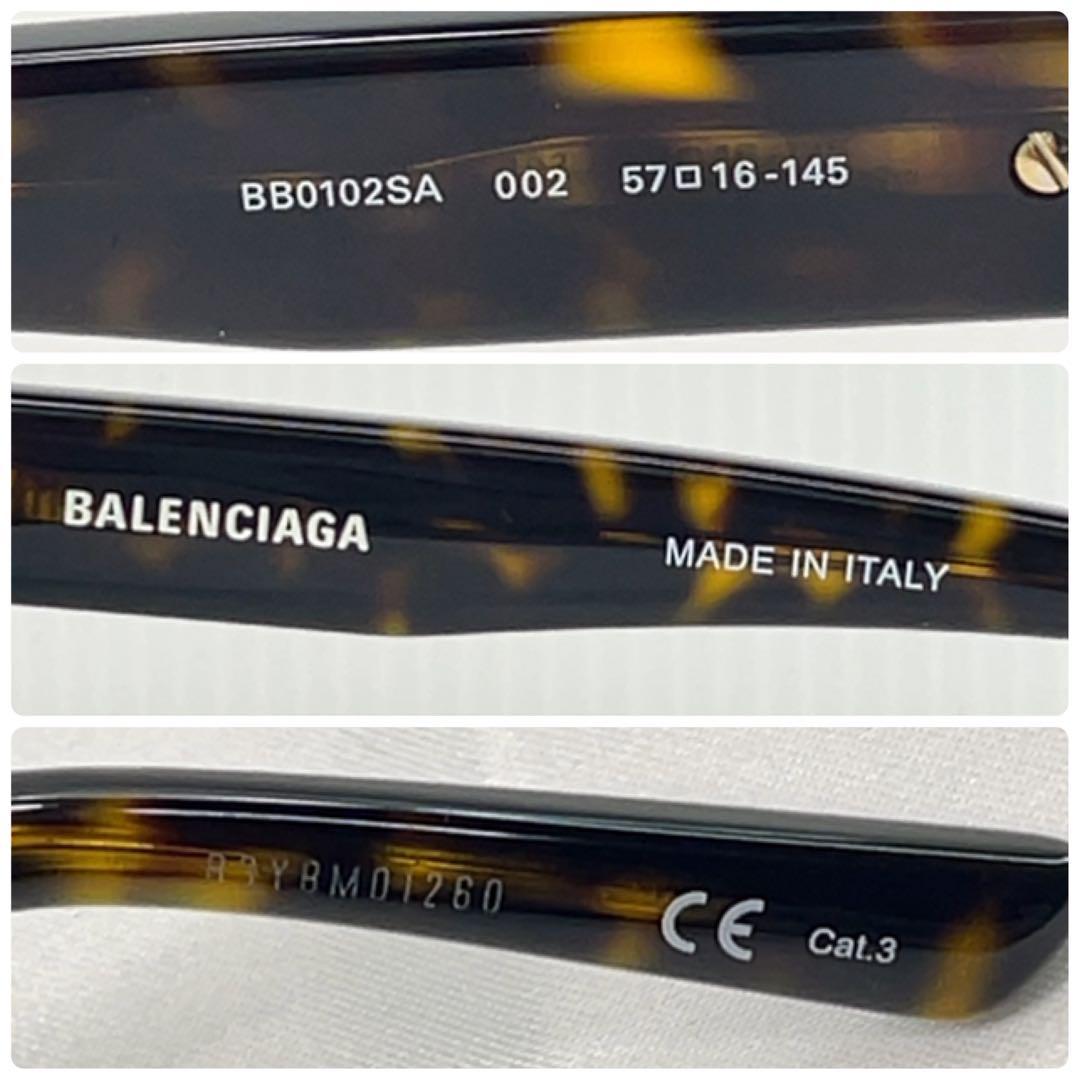 BB0102SA 002 57□16-145
BALENCIAGA MADE IN ITALY
CE Cat.3